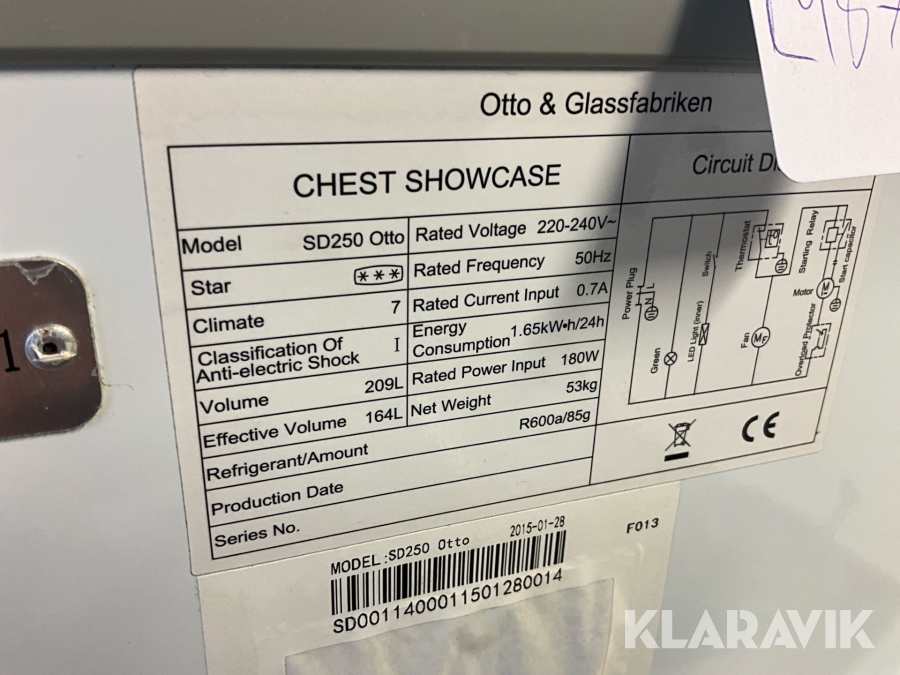 Otto & Glassfabriken
CHEST SHOWCASE
Model SD250 Otto
Star ***
Climate 7
Classification Of
Anti-electric Shock I
Volume 209L
Effective Volume 164L
Refrigerant/Amount R600a/85g
Production Date
Series No.
Rated Voltage 220-240V~
Rated Frequency 50Hz
Rated Current Input 0.7A
Energy
Consumption 1.65kW•h/24h
Rated Power Input 180W
Net Weight 53kg
Circuit
Power Plug
N L
Green
LED Light (inner)
Switch
Thermostat
Fan
M
Starting Relay
Start capacitor
Motor
M
Overload Protector
CE
MODEL:SD250 Otto 2015-01-28
F013
SD0011400011501280014
1
KLARAVIK